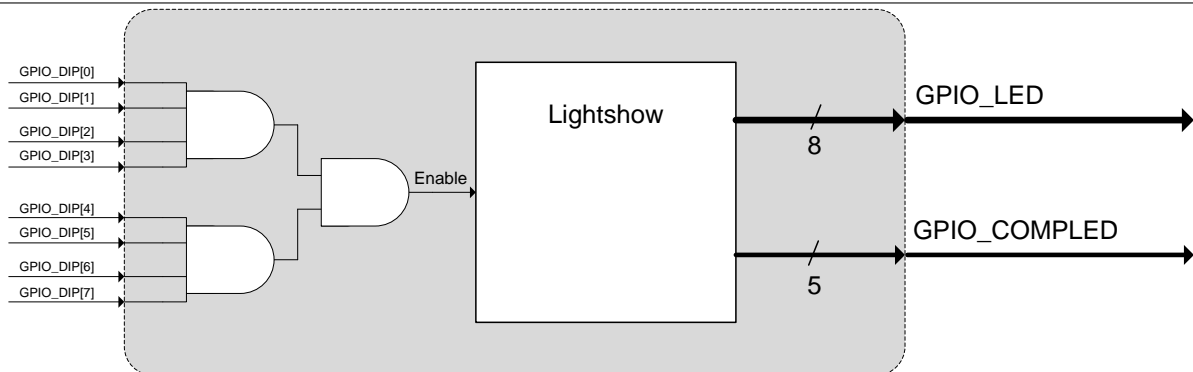 GPIO_DIP[0]
GPIO_DIP[1]
GPIO_DIP[2]
GPIO_DIP[3]
GPIO_DIP[4]
GPIO_DIP[5]
GPIO_DIP[6]
GPIO_DIP[7]
Enable
Lightshow
8
GPIO_LED
5
GPIO_COMPLED